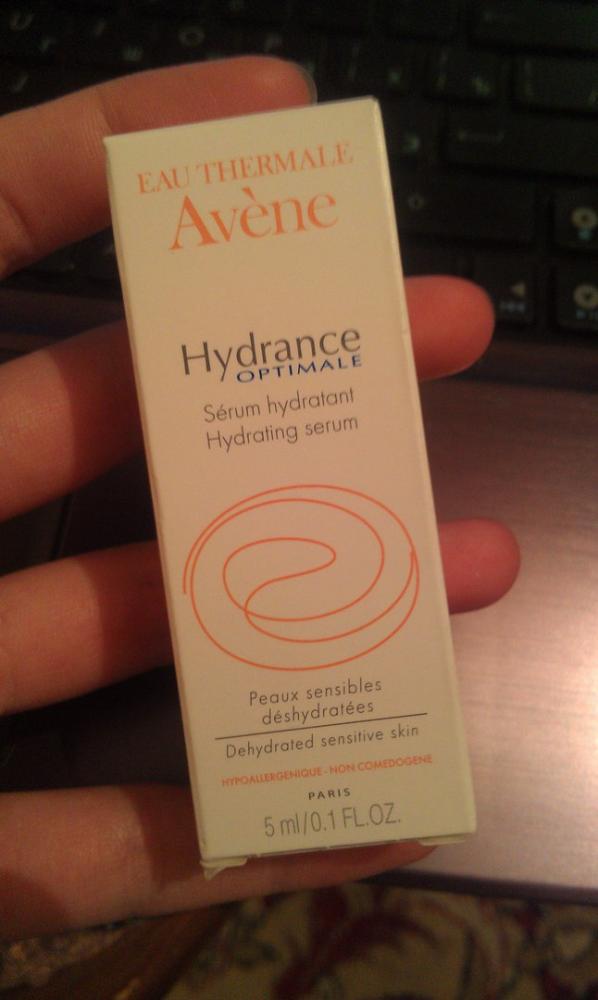 EAU THERMALE
Avène
Hydrance
OPTIMALE
Sérum hydratant
Hydrating serum
Peaux sensibles
déshydratées
Dehydrated sensitive skin
HYPOALLERGENIQUE - NON COMEDOGENE
PARIS
5 ml/0.1 FL.OZ.